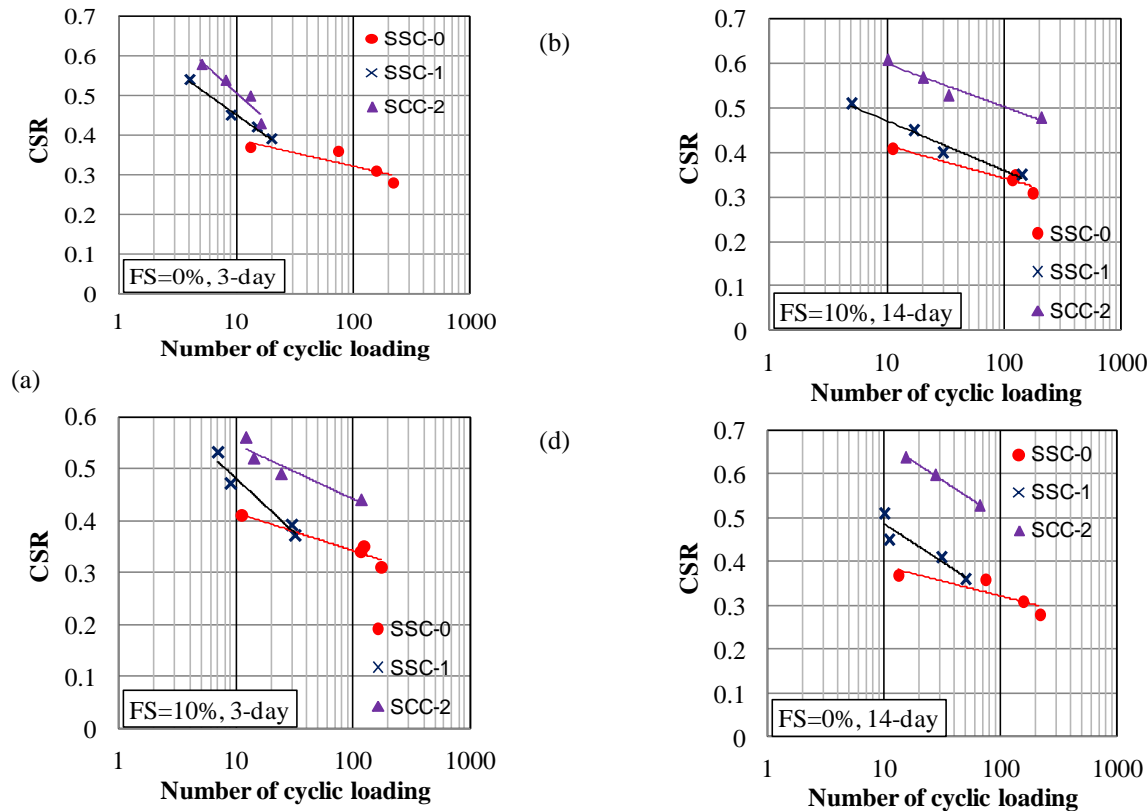 0.7
0.6
0.5
0.4
0.3
0.2
0.1
0
CSR
SSC-0
SSC-1
SCC-2
FS=0%, 3-day
1 10 100 1000
Number of cyclic loading
(a)
(b)
0.7
0.6
0.5
0.4
0.3
0.2
0.1
0
CSR
SSC-0
SSC-1
SCC-2
FS=10%, 14-day
1 10 100 1000
Number of cyclic loading
0.6
0.5
0.4
0.3
0.2
0.1
0
CSR
SSC-0
SSC-1
SCC-2
FS=10%, 3-day
1 10 100 1000
Number of cyclic loading
(d)
0.7
0.6
0.5
0.4
0.3
0.2
0.1
0
CSR
SSC-0
SSC-1
SCC-2
FS=0%, 14-day
1 10 100 1000
Number of cyclic loading